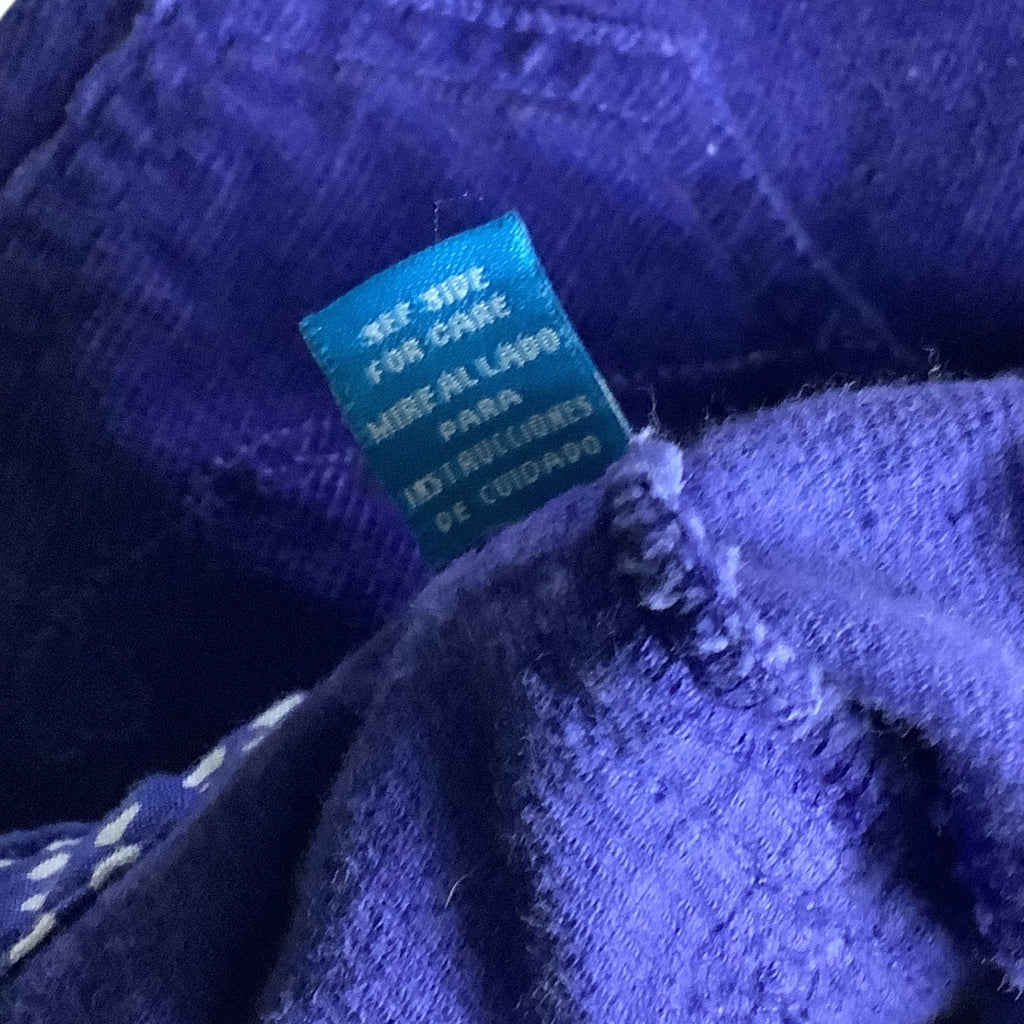 SEE SIDE
FOR CARE
MIRE AL LADO
PARA
INSTRUCCIONES
DE CUIDADO